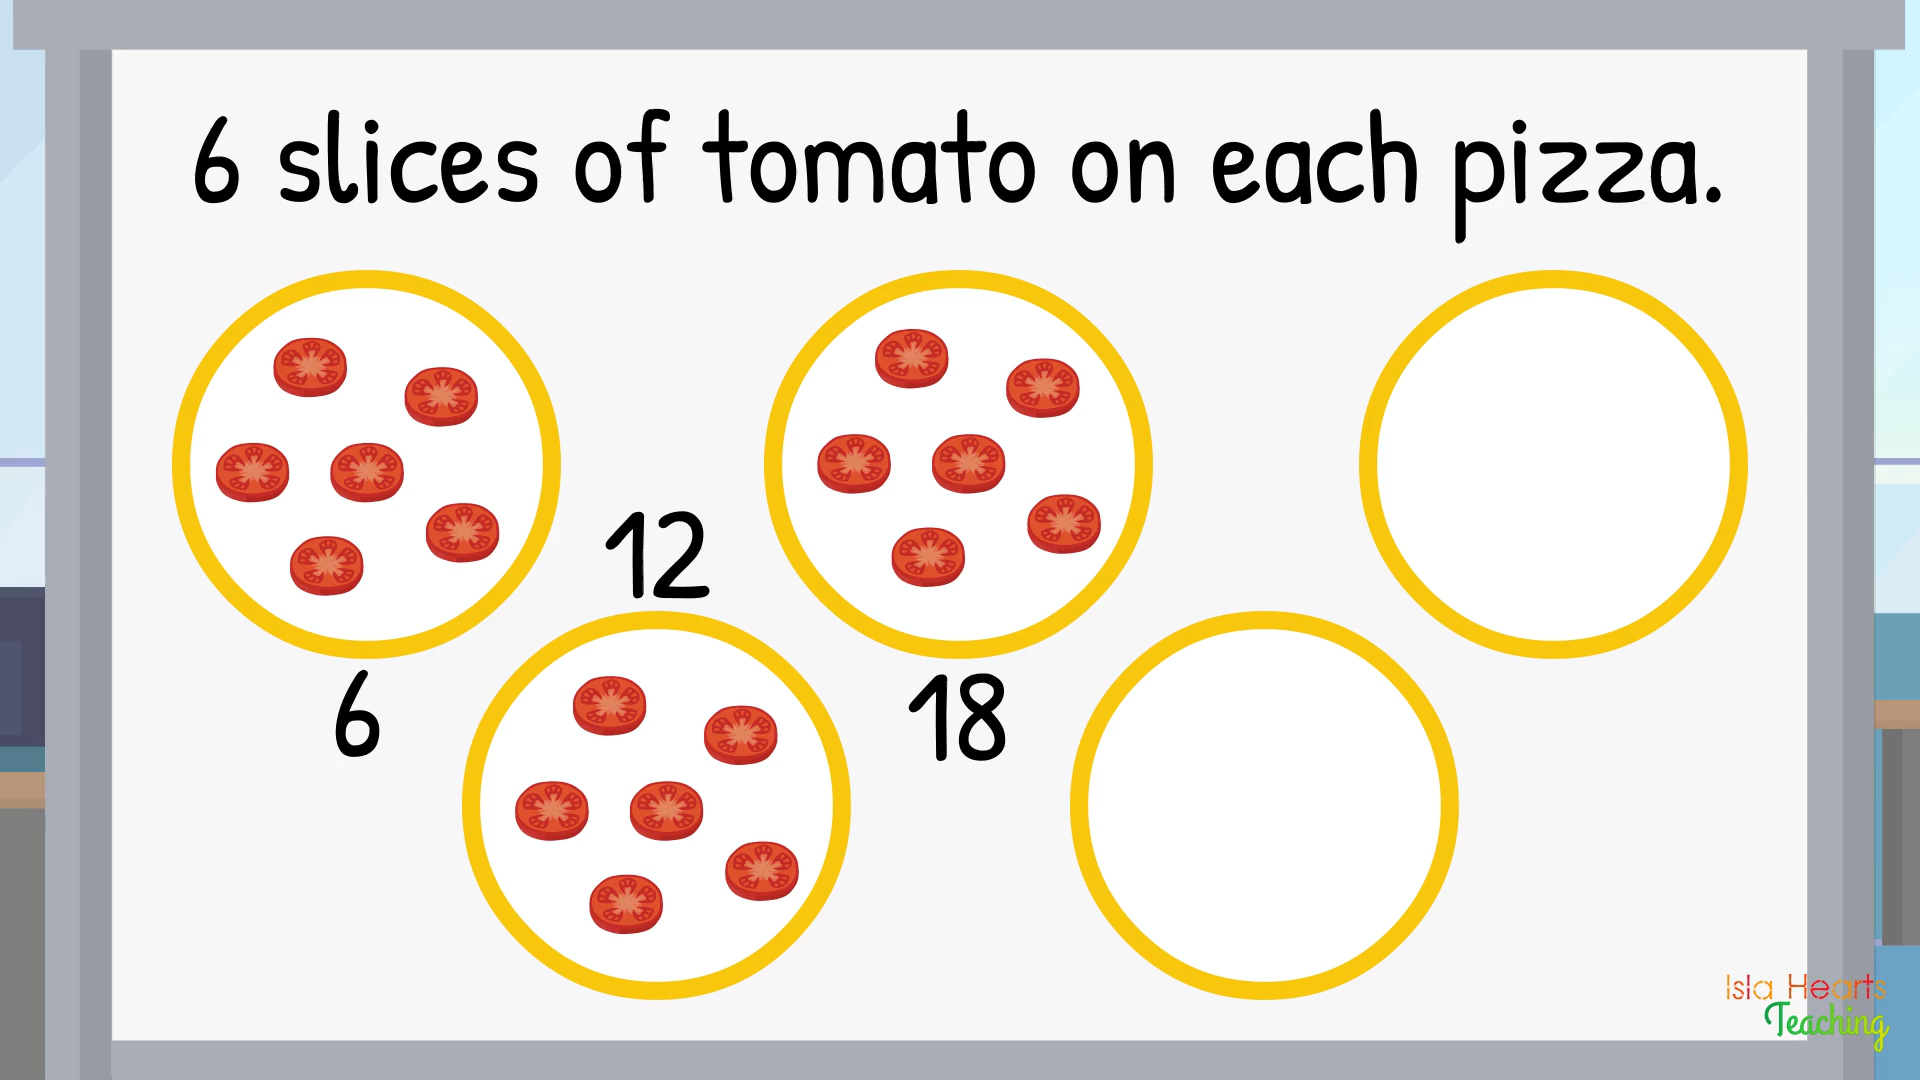 6 slices of tomato on each pizza.
12
6
18
Isla Hearts
Teaching